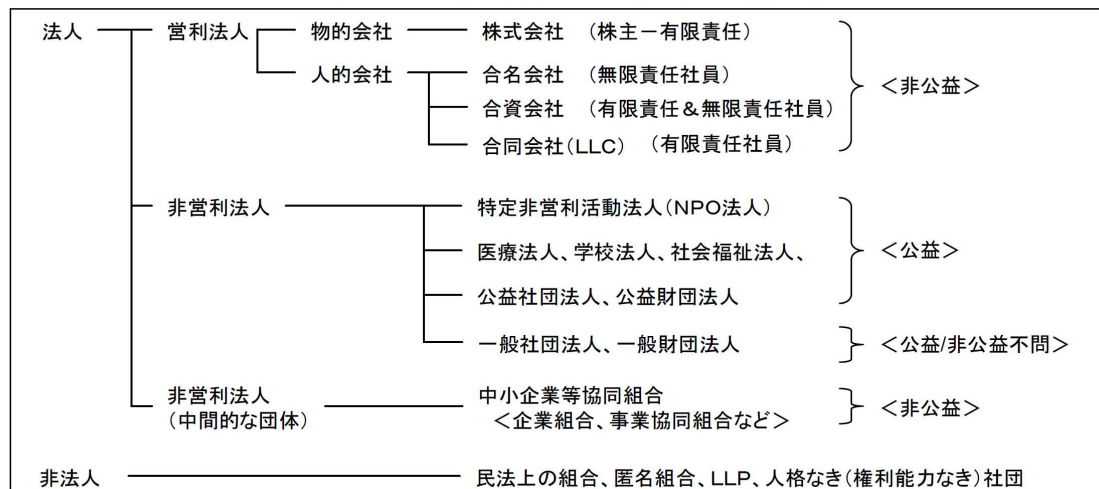 法人 営利法人 物的会社 株式会社 (株主－有限責任)
人的会社 合名会社 (無限責任社員)
<非公益>
合資会社 (有限責任＆無限責任社員)
合同会社(LLC) (有限責任社員)
非営利法人 特定非営利活動法人(NPO法人)
医療法人、学校法人、社会福祉法人、 <公益>
公益社団法人、公益財団法人
一般社団法人、一般財団法人 <公益/非公益不問>
非営利法人 中小企業等協同組合
(中間的な団体) <企業組合、事業協同組合など> <非公益>
非法人 民法上の組合、匿名組合、LLP、人格なき(権利能力なき)社団